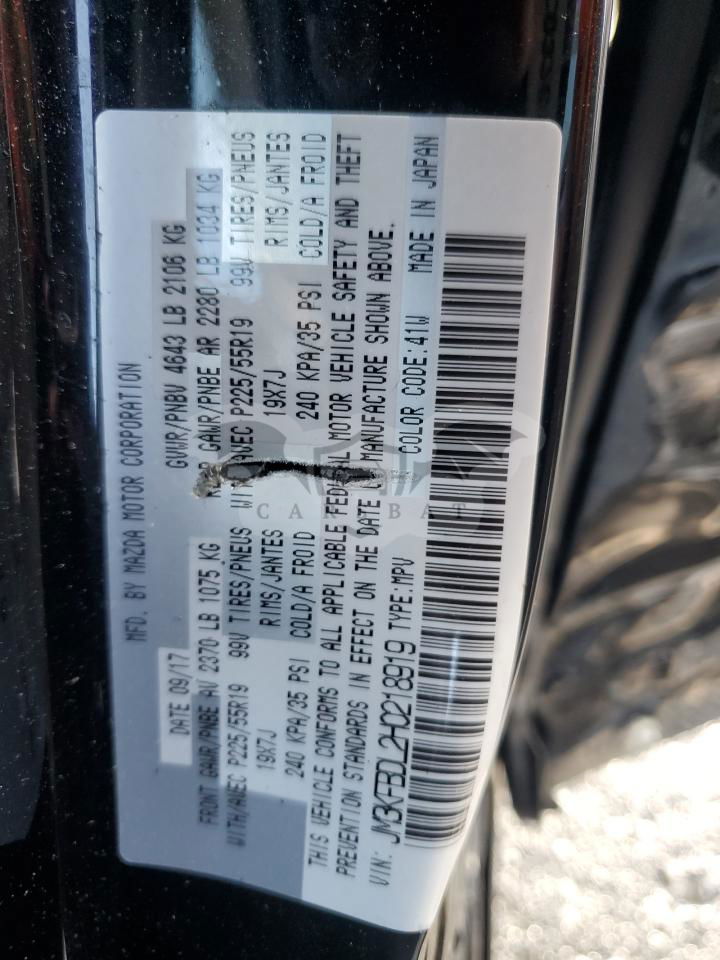 MFD. BY MAZDA MOTOR CORPORATION
DATE 09/17 GVWR/PNBV 4643 LB 2106 KG
FRONT GAWR/PNBE AV 2370 LB 1075 KG GAWR/PNBE AR 2280 LB 1034 KG
WITH/AVEC P225/55R19 99V TIRES/PNEUS P225/55R19 99V TIRES/PNEUS
19X7J RIMS/JANTES 19X7J RIMS/JANTES
240 KPA/35 PSI COLD/A FROID 240 KPA/35 PSI COLD/A FROID
THIS VEHICLE CONFORMS TO ALL APPLICABLE FEDERAL MOTOR VEHICLE SAFETY AND THEFT
PREVENTION STANDARDS IN EFFECT ON THE DATE MANUFACTURE SHOWN ABOVE.
VIN: JM3KFBDL2H0218919 TYPE:MPV COLOR CODE:41W MADE IN JAPAN